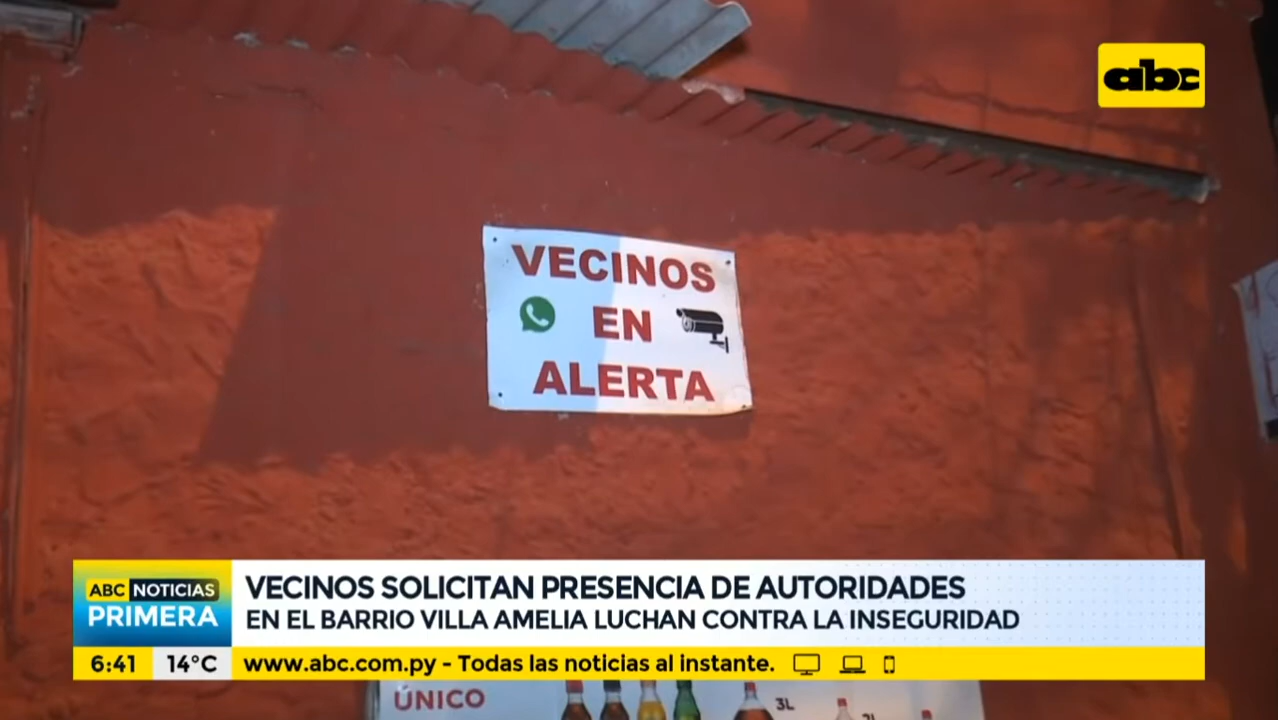 abc
VECINOS
EN
ALERTA
ABC NOTICIAS
PRIMERA
VECINOS SOLICITAN PRESENCIA DE AUTORIDADES
EN EL BARRIO VILLA AMELIA LUCHAN CONTRA LA INSEGURIDAD
6:41 14°C www.abc.com.py - Todas las noticias al instante.
ÚNICO
3L